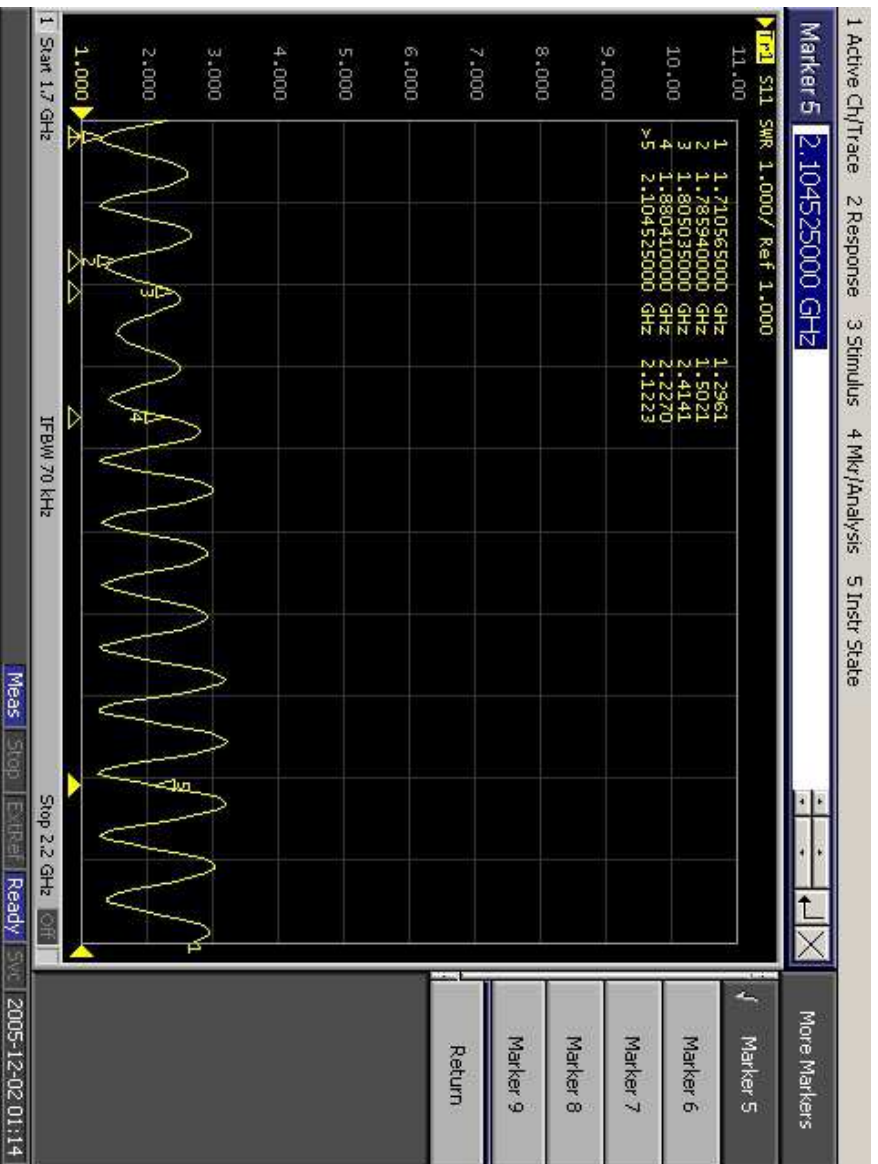 1 Active Ch/Trace 2 Response 3 Stimulus 4 Mkr/Analysis 5 Instr State
Marker 5 2.104525000 GHz
More Markers
Tr1 S11 SWR 1.000/ Ref 1.000
11.00
10.00
9.000
8.000
7.000
6.000
5.000
4.000
3.000
2.000
1.000
1 1.710565000 GHz 1.2961
2 1.785940000 GHz 1.5021
3 1.805035000 GHz 2.4141
4 1.880410000 GHz 2.2270
>5 2.104525000 GHz 2.1223
1
2
3
4
5
1
Marker 5
Marker 6
Marker 7
Marker 8
Marker 9
Return
1 Start 1.7 GHz IFBW 70 kHz Stop 2.2 GHz Off
Meas Stop ExtRef Ready Svc 2005-12-02 01:14